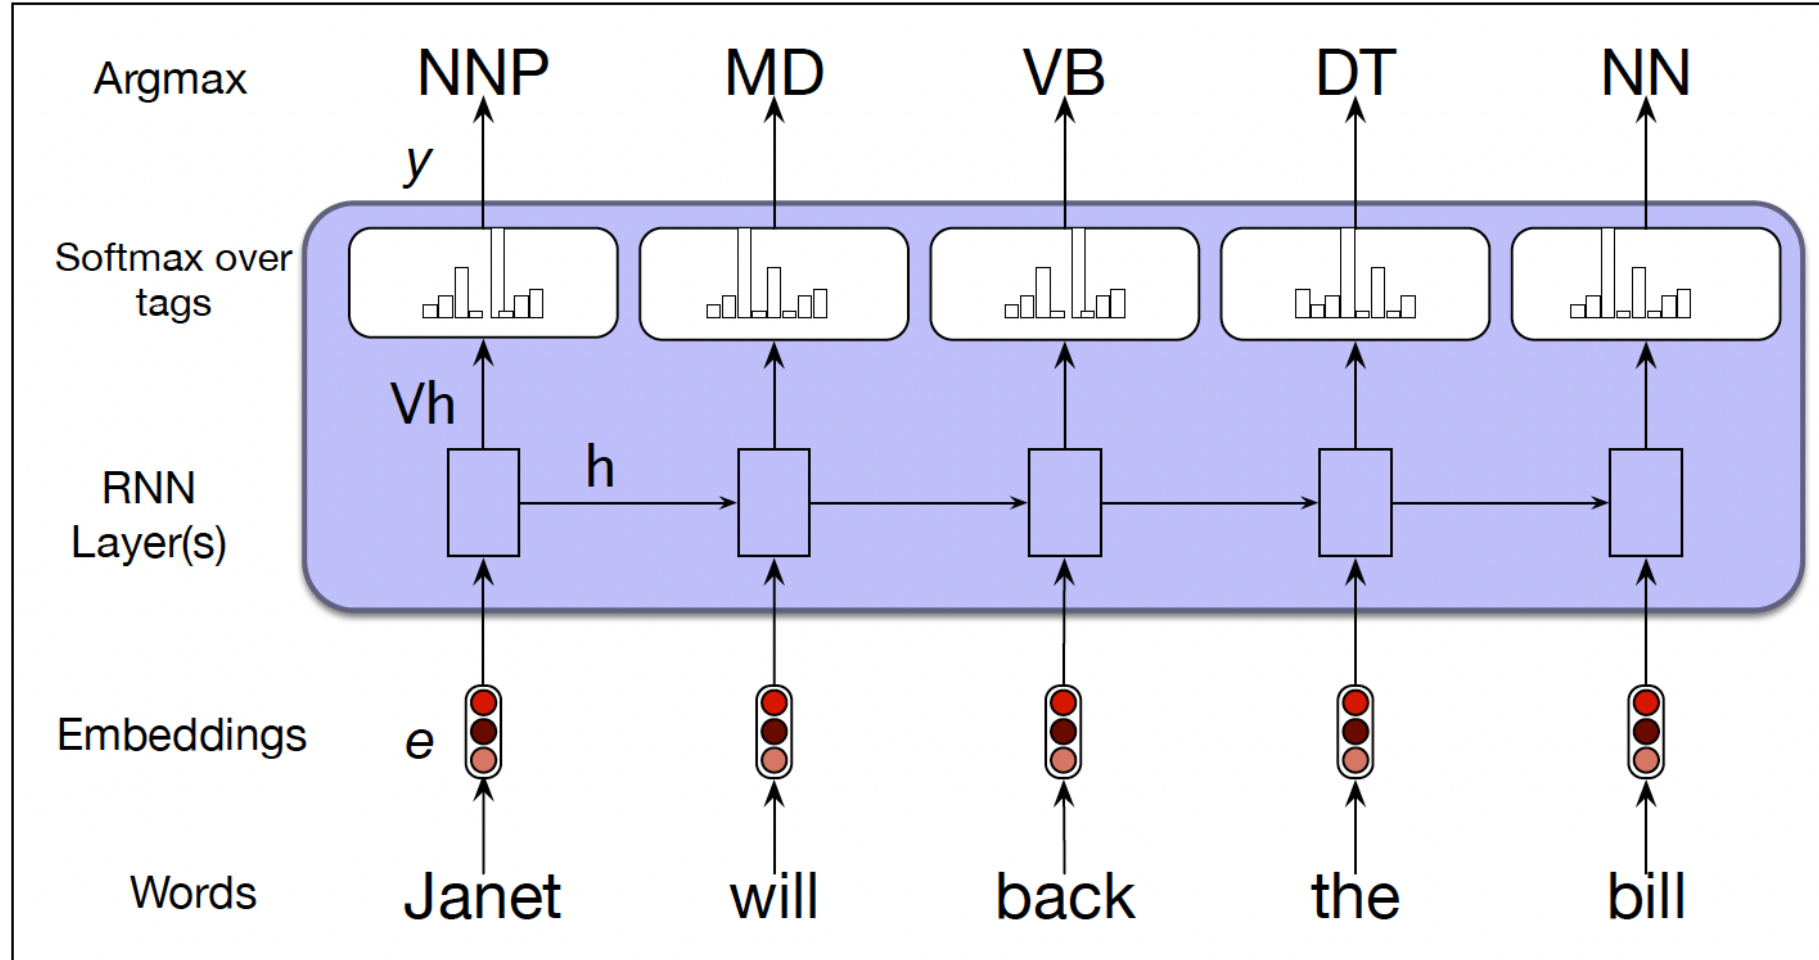 Argmax NNP MD VB DT NN
y
Softmax over
tags
Vh
h
RNN
Layer(s)
Embeddings e
Words Janet will back the bill